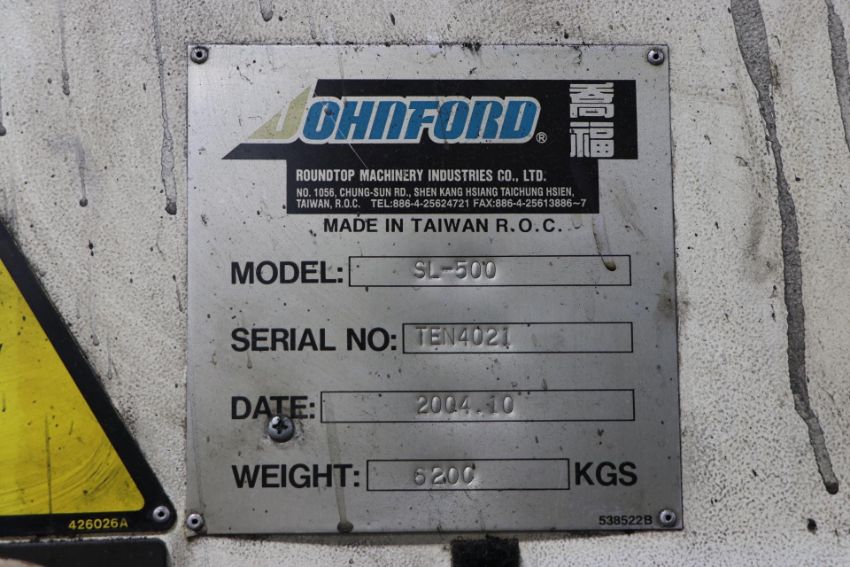 JOHNFORD® 喬福
ROUNDTOP MACHINERY INDUSTRIES CO., LTD.
NO. 1056, CHUNG-SUN RD., SHEN KANG HSIANG TAICHUNG HSIEN,
TAIWAN, R.O.C. TEL:886-4-25624721 FAX:886-4-25613886~7
MADE IN TAIWAN R.O.C.
MODEL: SL-500
SERIAL NO: TEN4021
DATE: 2004.10
WEIGHT: 6200 KGS
426026A
538522B